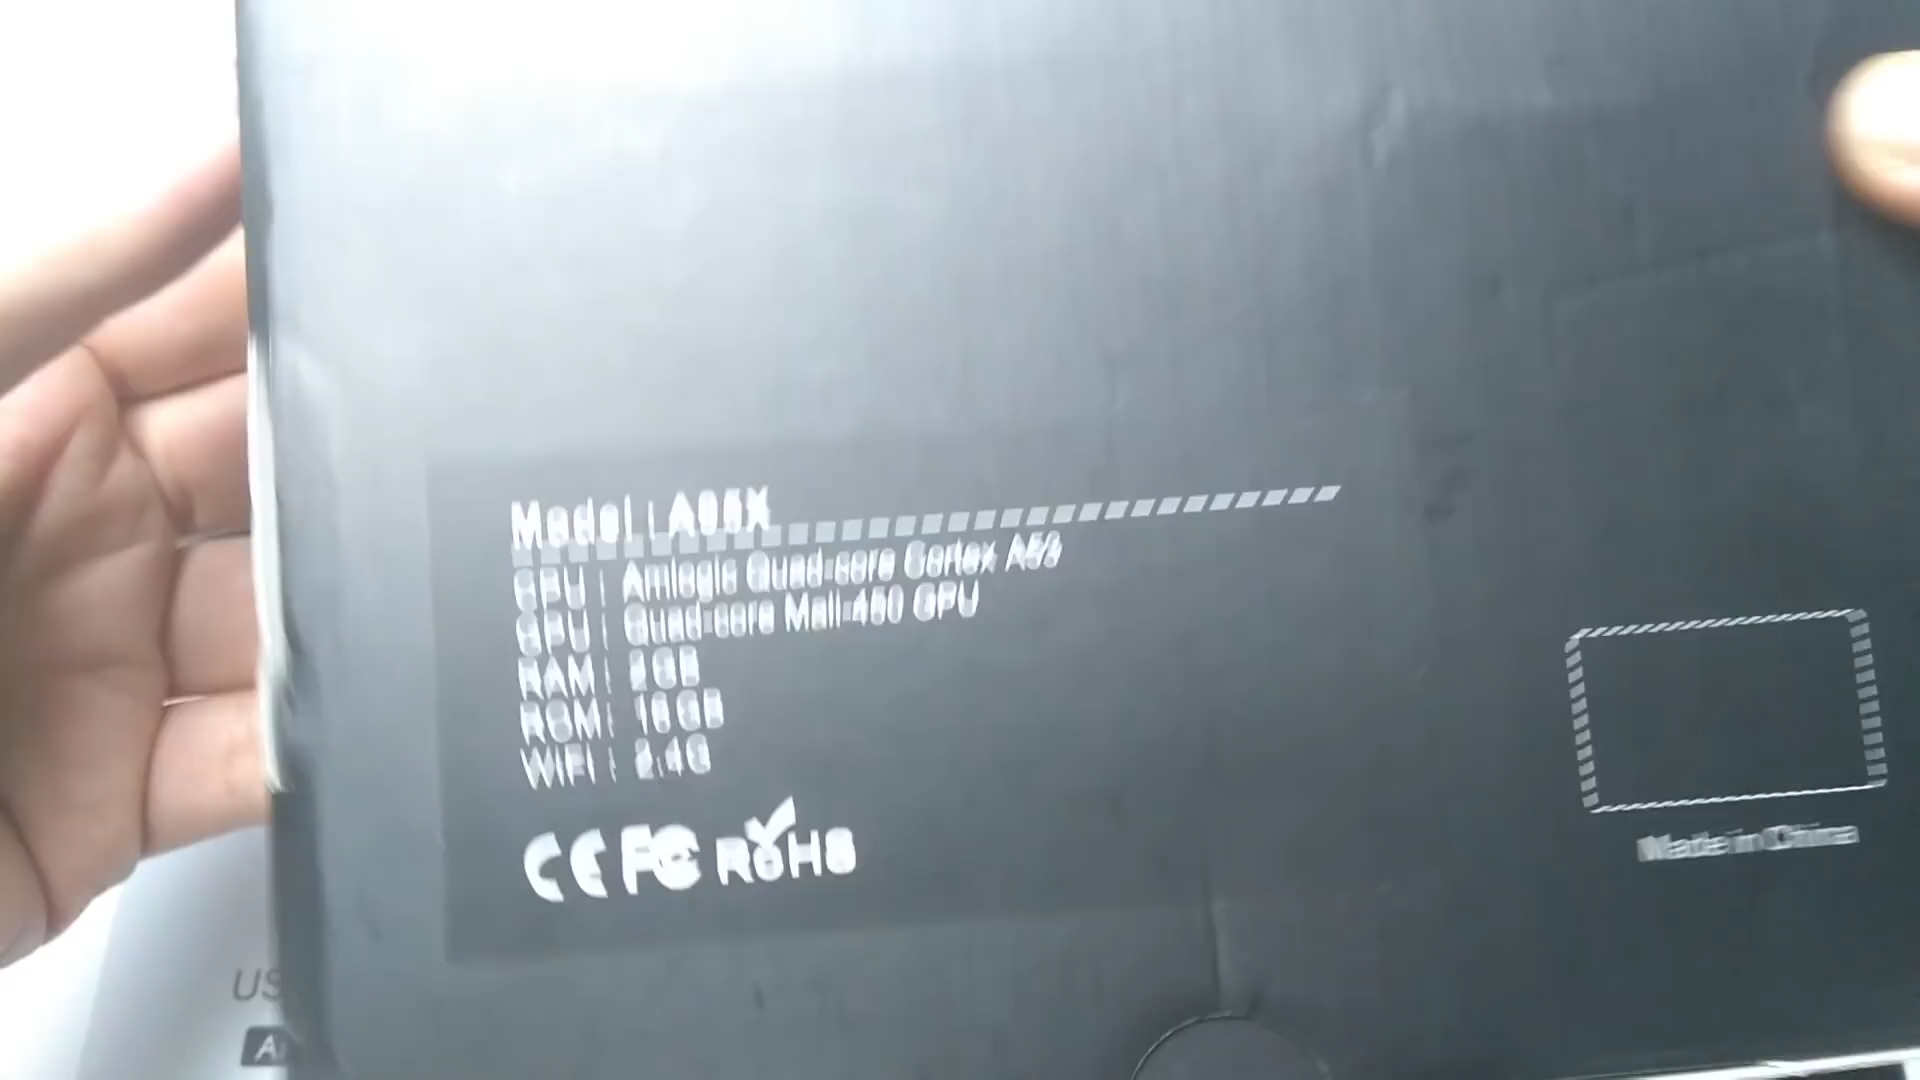 Model : A95X
CPU : Amlogic Quad-core Cortex A53
GPU : Quad-core Mali-450 GPU
RAM : 2GB
ROM : 16GB
WIFI : 2.4G
CE FC RoHS
Made in China
US